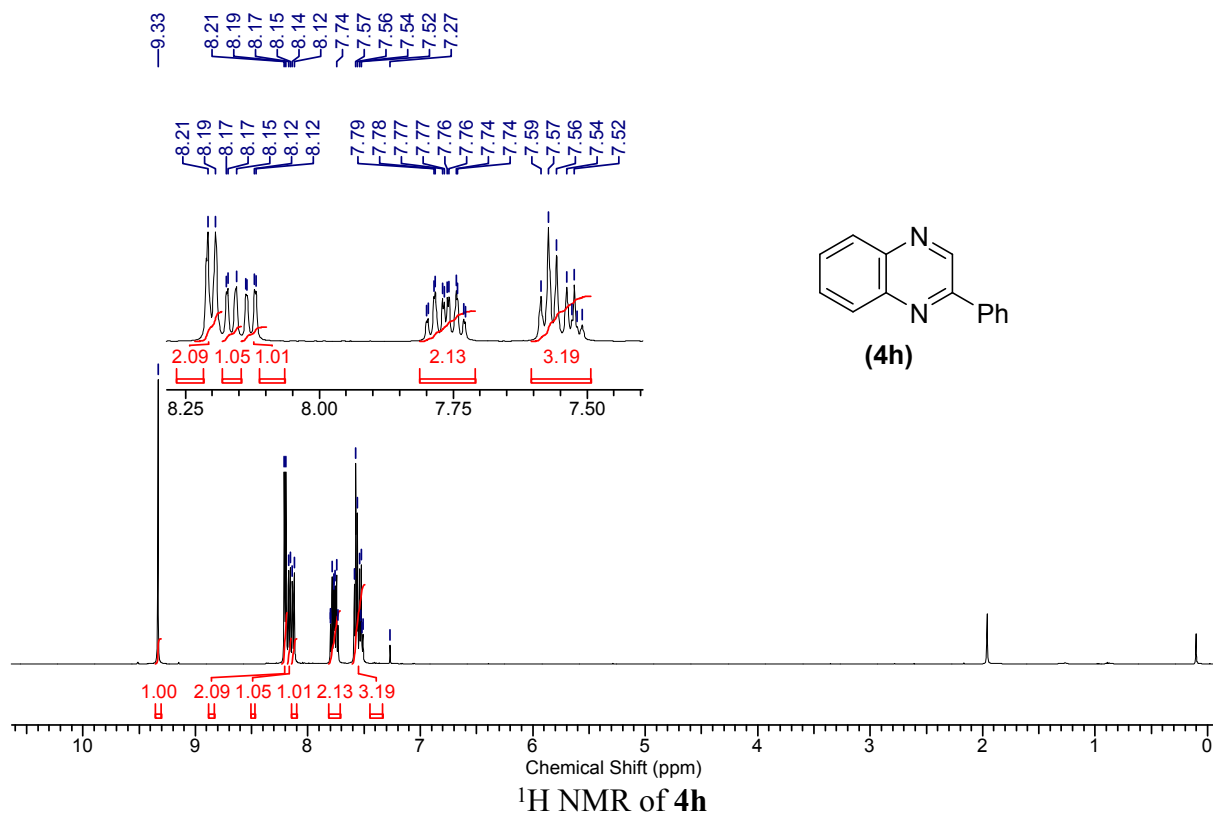 9.33 8.21 8.19 8.17 8.15 8.14 8.12 7.74 7.57 7.56 7.54 7.52 7.27
8.21 8.19 8.17 8.17 8.15 8.12 8.12 7.79 7.78 7.77 7.77 7.76 7.76 7.74 7.74 7.59 7.57 7.56 7.54 7.52
N
N
Ph
(4h)
2.09 1.05 1.01 2.13 3.19
8.25 8.00 7.75 7.50
1.00 2.09 1.05 1.01 2.13 3.19
10 9 8 7 6 5 4 3 2 1 0
Chemical Shift (ppm)
¹H NMR of 4h